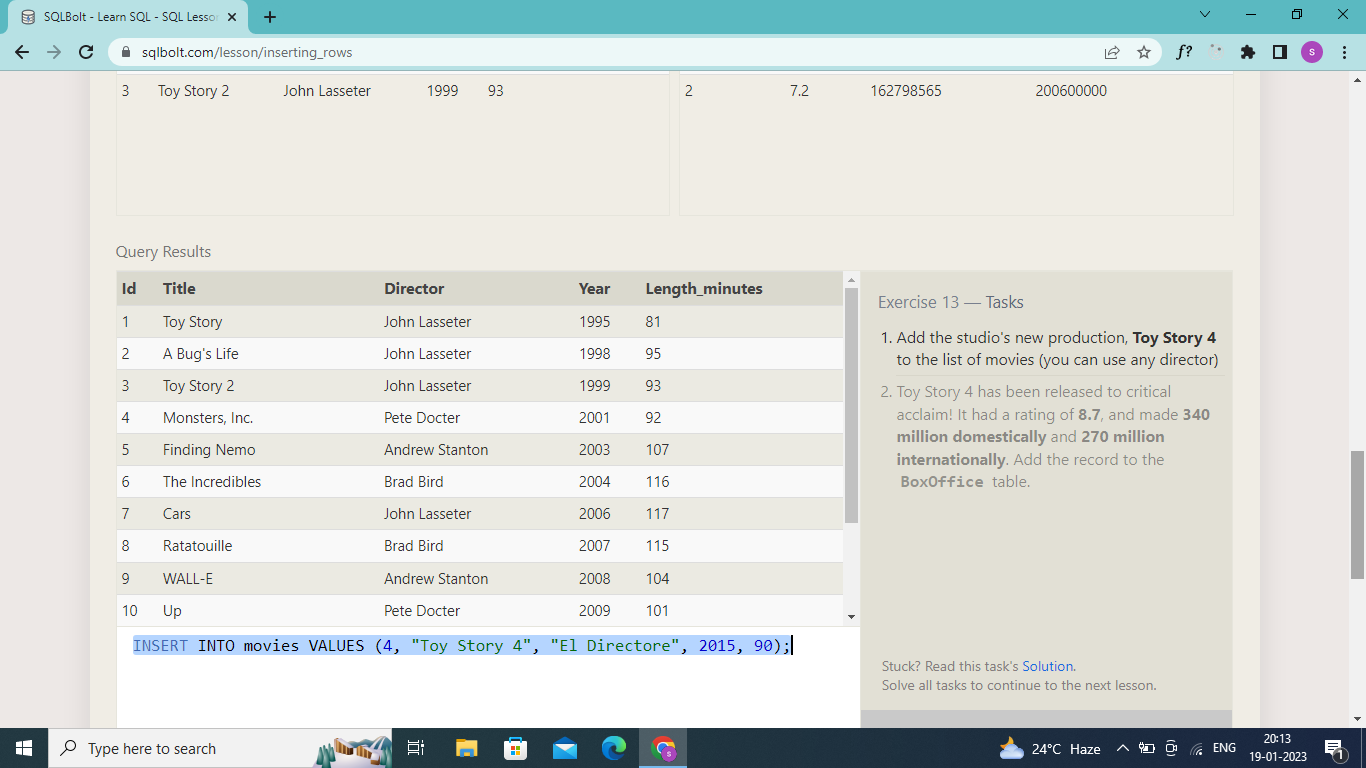 SQLBolt - Learn SQL - SQL Lesson
sqlbolt.com/lesson/inserting_rows
f?
S
3 Toy Story 2 John Lasseter 1999 93
2 7.2 162798565 200600000
Query Results
Id Title Director Year Length_minutes
1 Toy Story John Lasseter 1995 81
2 A Bug's Life John Lasseter 1998 95
3 Toy Story 2 John Lasseter 1999 93
4 Monsters, Inc. Pete Docter 2001 92
5 Finding Nemo Andrew Stanton 2003 107
6 The Incredibles Brad Bird 2004 116
7 Cars John Lasseter 2006 117
8 Ratatouille Brad Bird 2007 115
9 WALL-E Andrew Stanton 2008 104
10 Up Pete Docter 2009 101
INSERT INTO movies VALUES (4, "Toy Story 4", "El Directore", 2015, 90);
Exercise 13 — Tasks
1. Add the studio's new production, Toy Story 4
to the list of movies (you can use any director)
2. Toy Story 4 has been released to critical
acclaim! It had a rating of 8.7, and made 340
million domestically and 270 million
internationally. Add the record to the
BoxOffice table.
Stuck? Read this task's Solution.
Solve all tasks to continue to the next lesson.
Type here to search
S
24°C Haze
ENG
20:13
19-01-2023
1